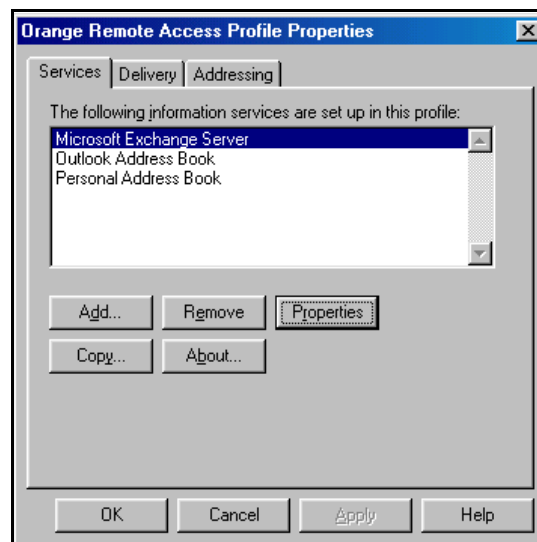 Orange Remote Access Profile Properties
Services Delivery Addressing
The following information services are set up in this profile:
Microsoft Exchange Server
Outlook Address Book
Personal Address Book
Add... Remove Properties
Copy... About...
OK Cancel Apply Help